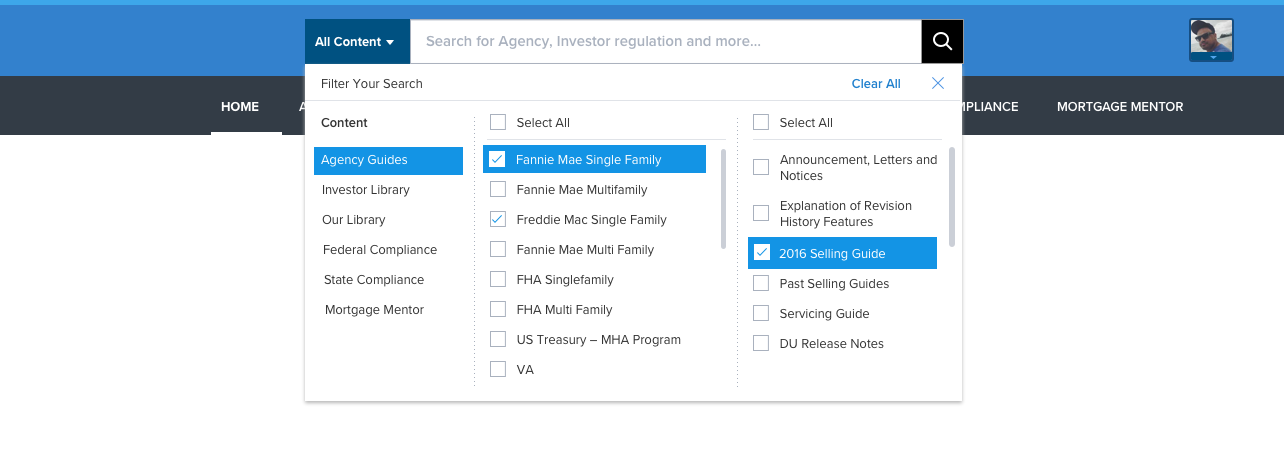 All Content
Search for Agency, Investor regulation and more...
Filter Your Search
Clear All
HOME
MORTGAGE MENTOR
Content
Agency Guides
Investor Library
Our Library
Federal Compliance
State Compliance
Mortgage Mentor
Select All
Fannie Mae Single Family
Fannie Mae Multifamily
Freddie Mac Single Family
Fannie Mae Multi Family
FHA Singlefamily
FHA Multi Family
US Treasury – MHA Program
VA
Select All
Announcement, Letters and
Notices
Explanation of Revision
History Features
2016 Selling Guide
Past Selling Guides
Servicing Guide
DU Release Notes